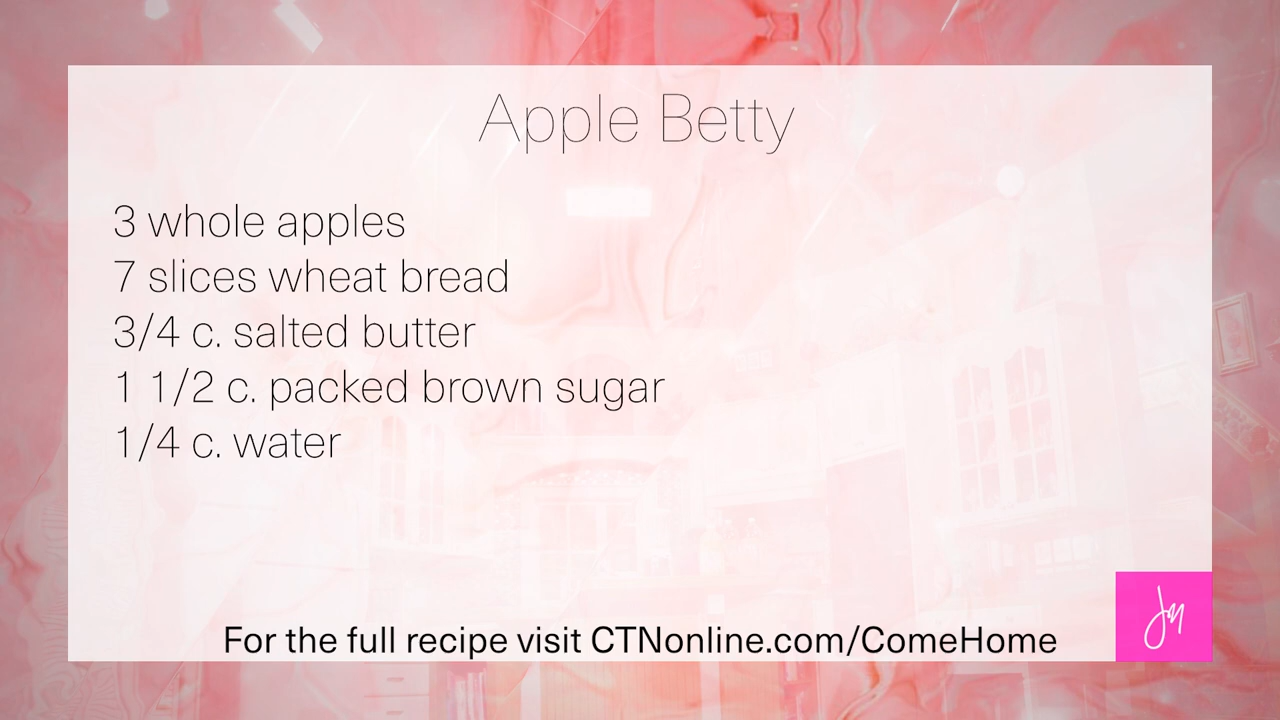 Apple Betty
3 whole apples
7 slices wheat bread
3/4 c. salted butter
1 1/2 c. packed brown sugar
1/4 c. water
For the full recipe visit CTNonline.com/ComeHome